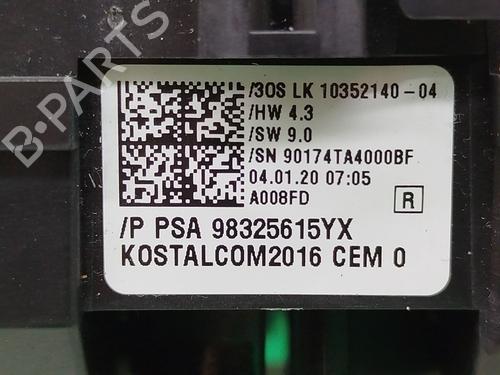 /3OS LK 10352140-04
/HW 4.3
/SW 9.0
/SN 90174TA4000BF
04.01.20 07:05
A008FD
R
/P PSA 98325615YX
KOSTALCOM2016 CEM 0
B-PARTS